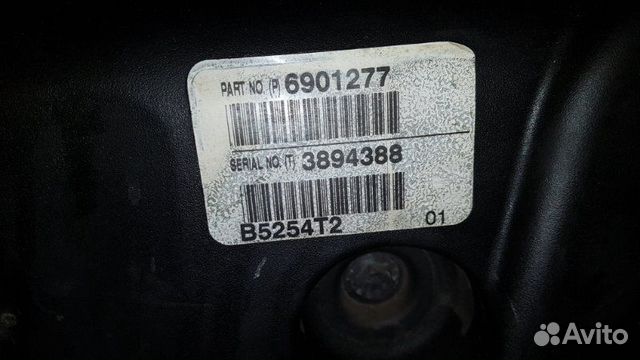 PART NO. (P) 6901277
SERIAL NO. (T) 3894388
B5254T2 01
Avito